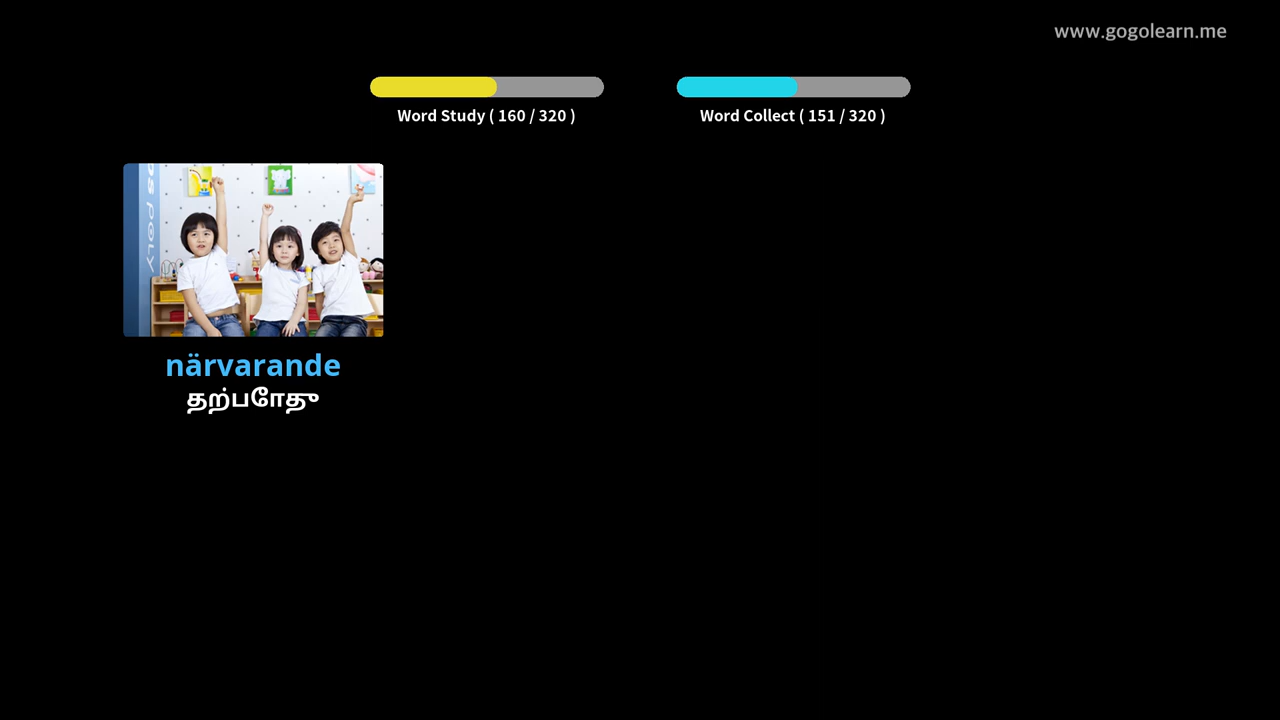 www.gogolearn.me
Word Study ( 160 / 320 )
Word Collect ( 151 / 320 )
närvarande
தற்போது